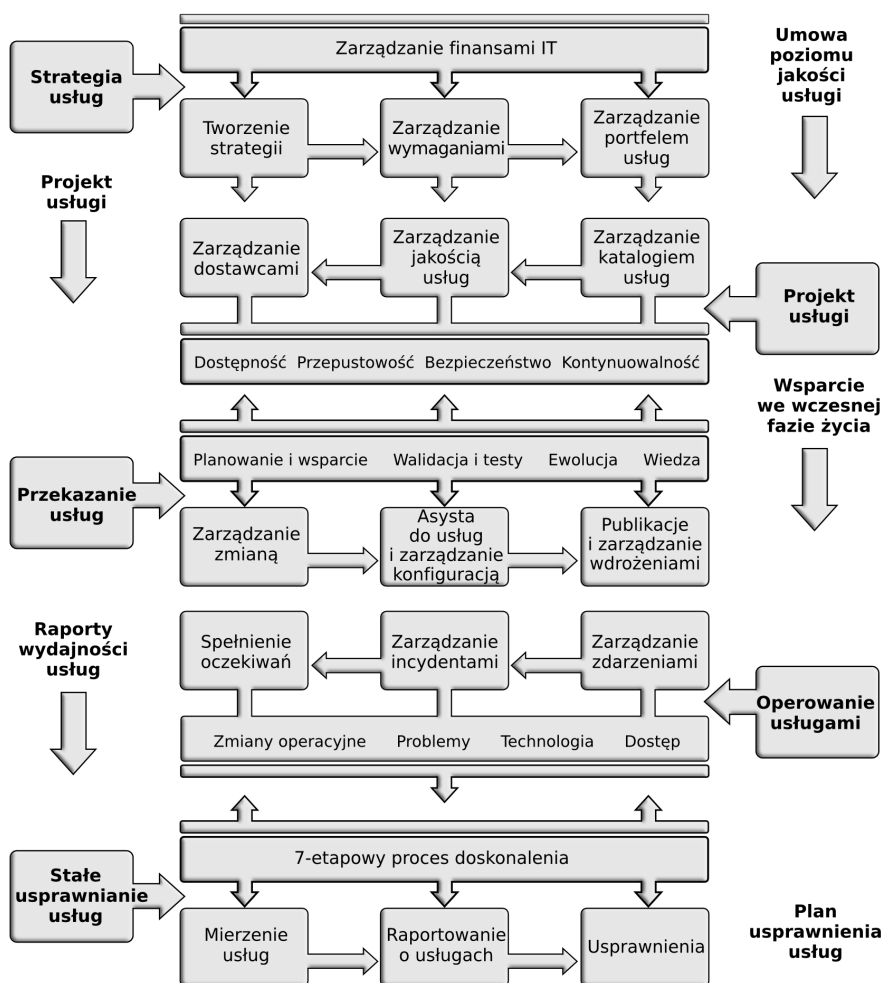 Zarządzanie finansami IT
Umowa
poziomu
jakości
usługi
Strategia
usług
Tworzenie
strategii
Zarządzanie
wymaganiami
Zarządzanie
portfelem
usług
Projekt
usługi
Zarządzanie
dostawcami
Zarządzanie
jakością
usług
Zarządzanie
katalogiem
usług
Projekt
usługi
Dostępność Przepustowość Bezpieczeństwo Kontynuowalność
Wsparcie
we wczesnej
fazie życia
Planowanie i wsparcie Walidacja i testy Ewolucja Wiedza
Przekazanie
usług
Zarządzanie
zmianą
Asysta
do usług
i zarządzanie
konfiguracją
Publikacje
i zarządzanie
wdrożeniami
Raporty
wydajności
usług
Spełnienie
oczekiwań
Zarządzanie
incydentami
Zarządzanie
zdarzeniami
Operowanie
usługami
Zmiany operacyjne Problemy Technologia Dostęp
7-etapowy proces doskonalenia
Stałe
usprawnianie
usług
Mierzenie
usług
Raportowanie
o usługach
Usprawnienia
Plan
usprawnienia
usług